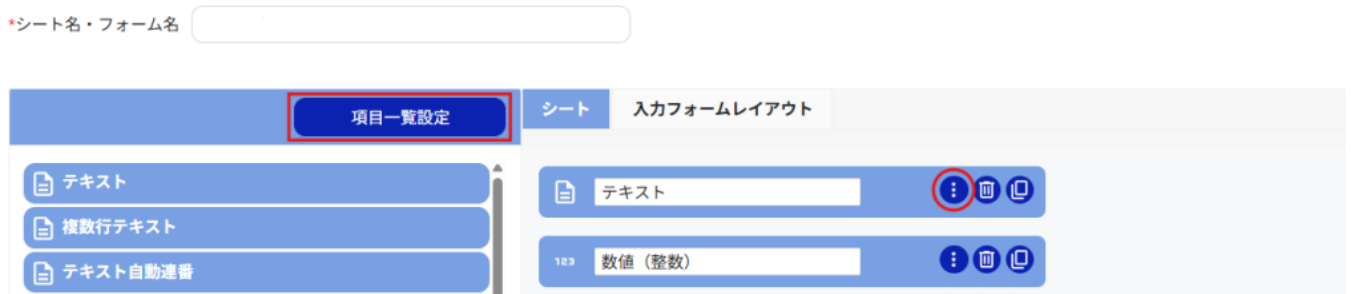 *シート名・フォーム名
項目一覧設定
シート 入力フォームレイアウト
テキスト
複数行テキスト
テキスト自動連番
テキスト
123 数値（整数）